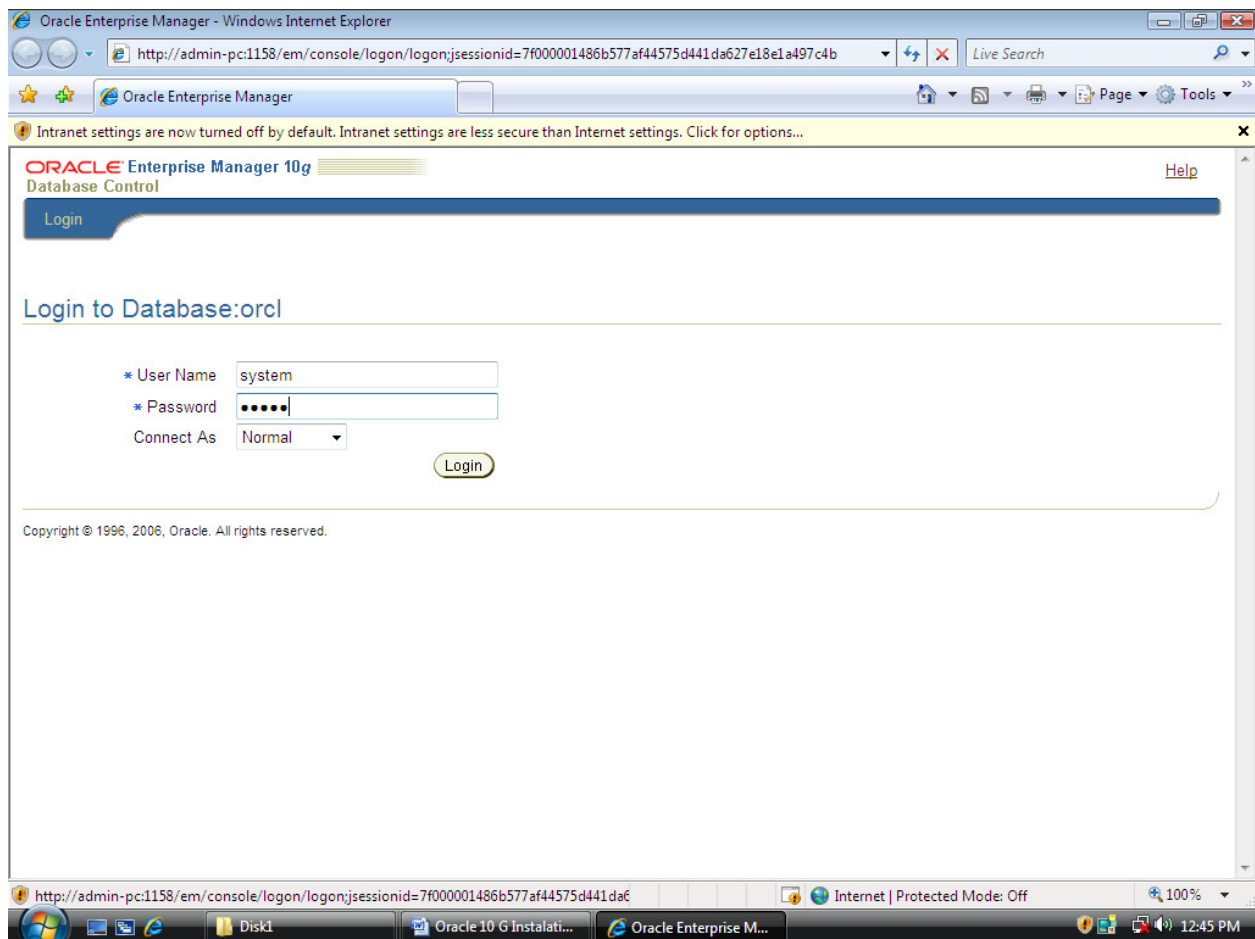 Oracle Enterprise Manager - Windows Internet Explorer
http://admin-pc:1158/em/console/logon/logon;jsessionid=7f000001486b577af44575d441da627e18e1a497c4b
Live Search
Oracle Enterprise Manager
Page
Tools
Intranet settings are now turned off by default. Intranet settings are less secure than Internet settings. Click for options...
ORACLE Enterprise Manager 10g
Database Control
Help
Login
Login to Database:orcl
* User Name system
* Password •••••
Connect As Normal
Login
Copyright © 1996, 2006, Oracle. All rights reserved.
http://admin-pc:1158/em/console/logon/logon;jsessionid=7f000001486b577af44575d441da6
Internet | Protected Mode: Off
100%
Disk1
Oracle 10 G Instalati...
Oracle Enterprise M...
12:45 PM